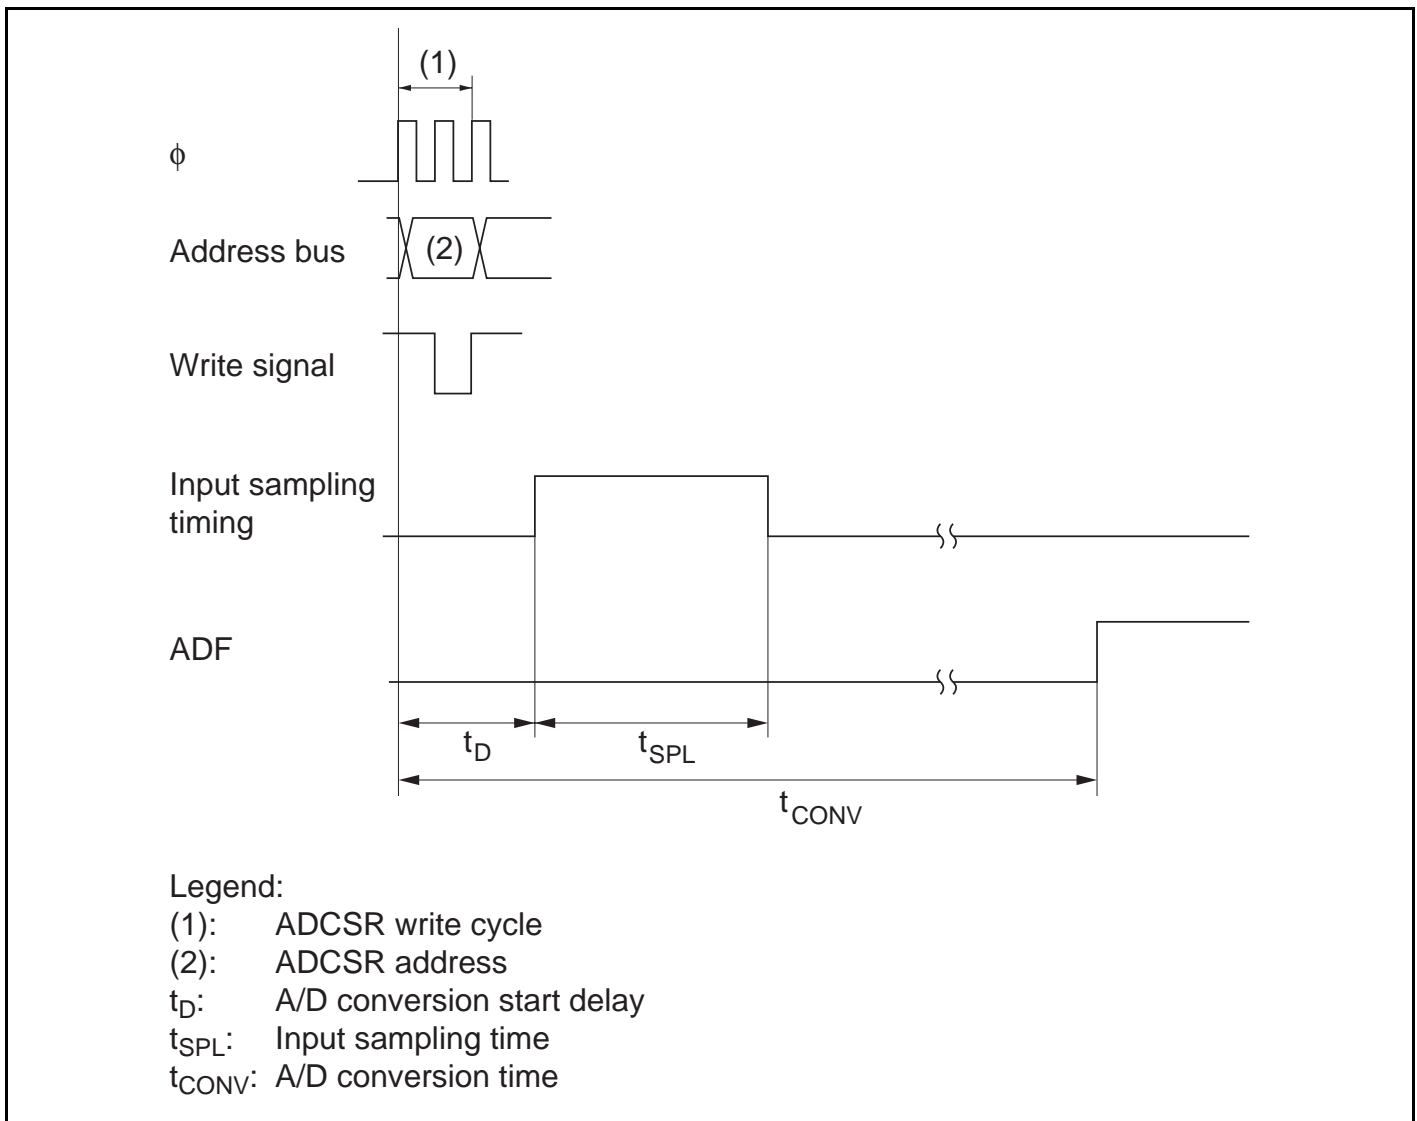 (1)
ϕ
Address bus
(2)
Write signal
Input sampling
timing
ADF
tD
tSPL
tCONV
Legend:
(1): ADCSR write cycle
(2): ADCSR address
tD: A/D conversion start delay
tSPL: Input sampling time
tCONV: A/D conversion time